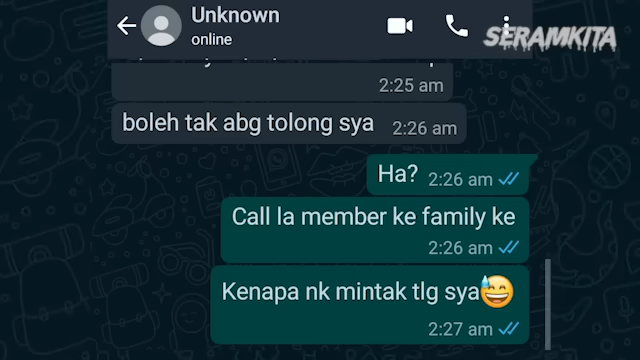 Unknown
online
SERAMKITA
2:25 am
boleh tak abg tolong sya 2:26 am
Ha? 2:26 am
Call la member ke family ke
2:26 am
Kenapa nk mintak tlg sya😅
2:27 am